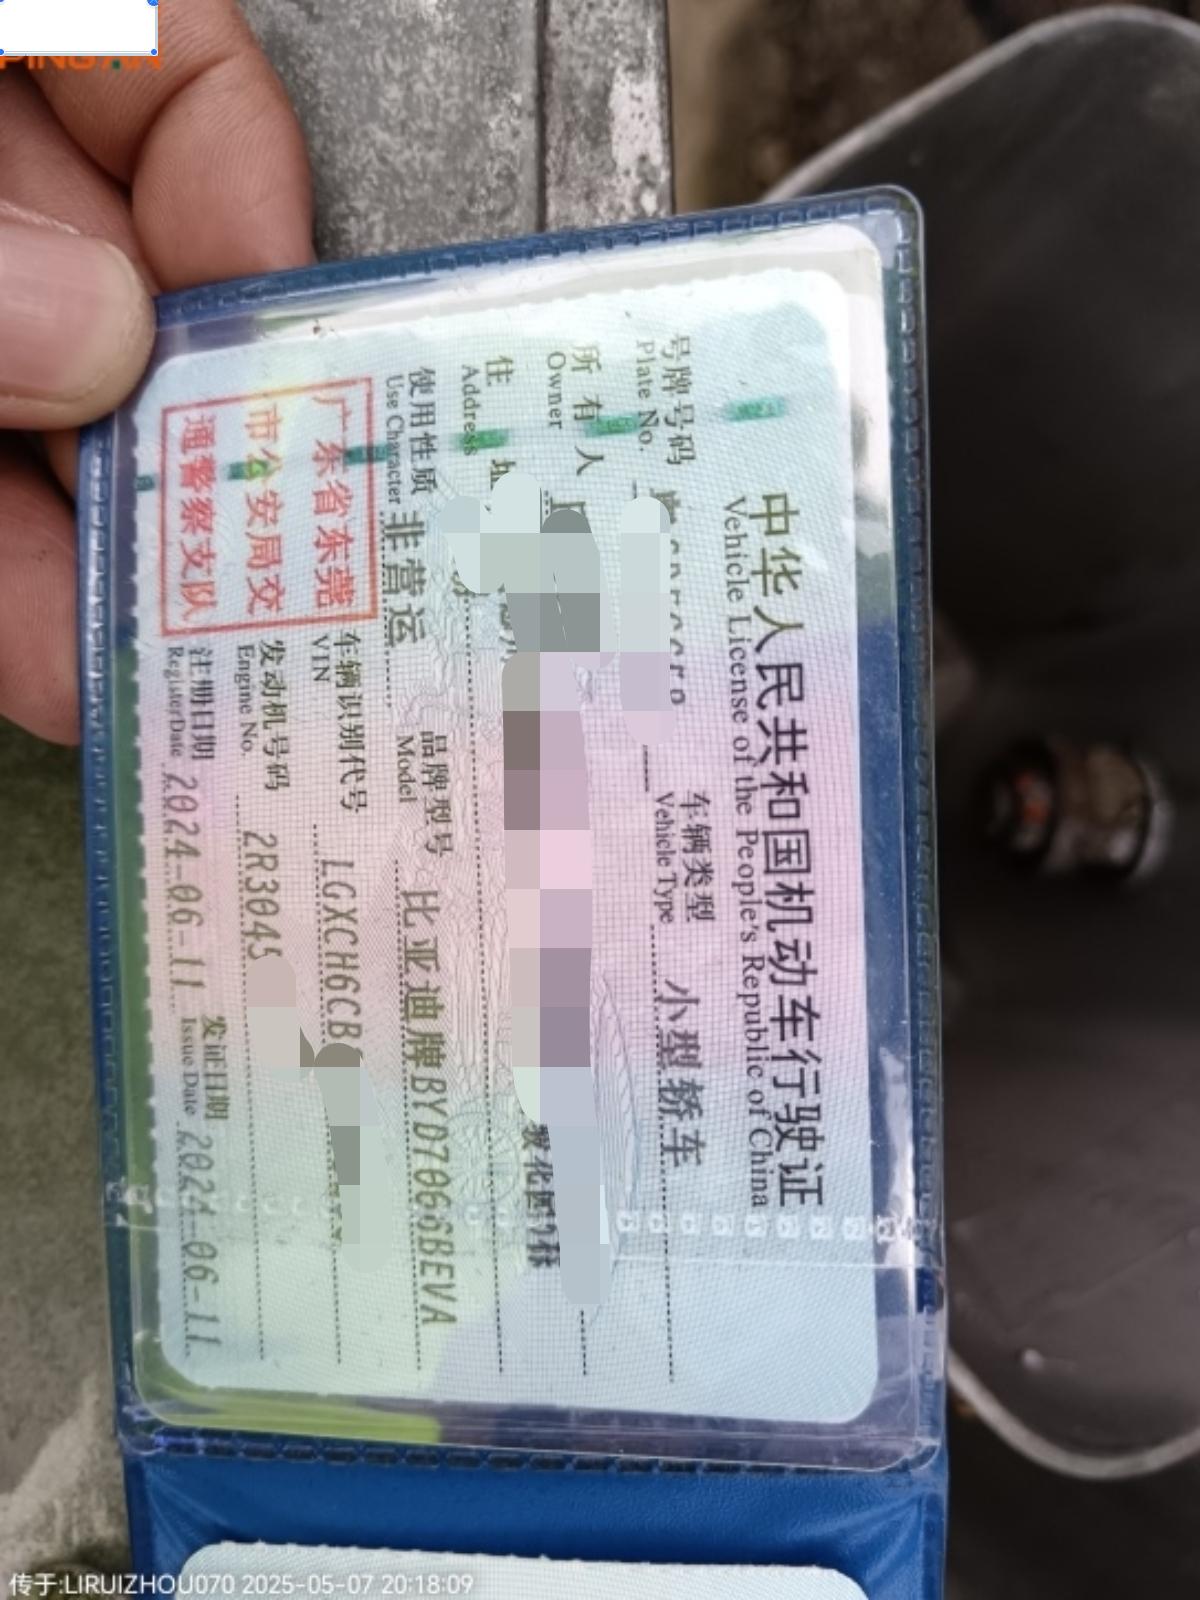 中华人民共和国机动车行驶证
Vehicle License of the People's Republic of China
号牌号码
Plate No.
车辆类型 小型轿车
Vehicle Type
所有人
Owner
住址
Address
使用性质 非营运
Use Character
品牌型号 比亚迪牌BYD7066BEVA
Model
车辆识别代号 LGXCH6CB
VIN
发动机号码 2R3045
Engine No.
注册日期 2024-06-11
RegisterDate
发证日期 2024-06-11
Issue Date
广东省东莞
市公安局交
通警察支队
传于:LIRUIZHOU070 2025-05-07 20:18:09